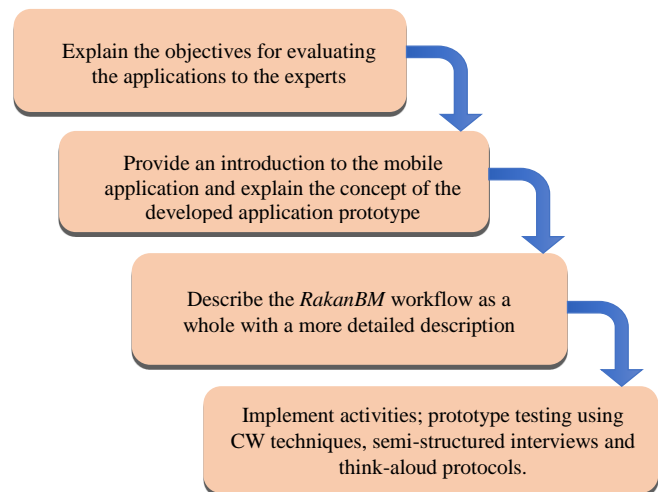 Explain the objectives for evaluating
the applications to the experts
Provide an introduction to the mobile
application and explain the concept of the
developed application prototype
Describe the RakanBM workflow as a
whole with a more detailed description
Implement activities; prototype testing using
CW techniques, semi-structured interviews and
think-aloud protocols.